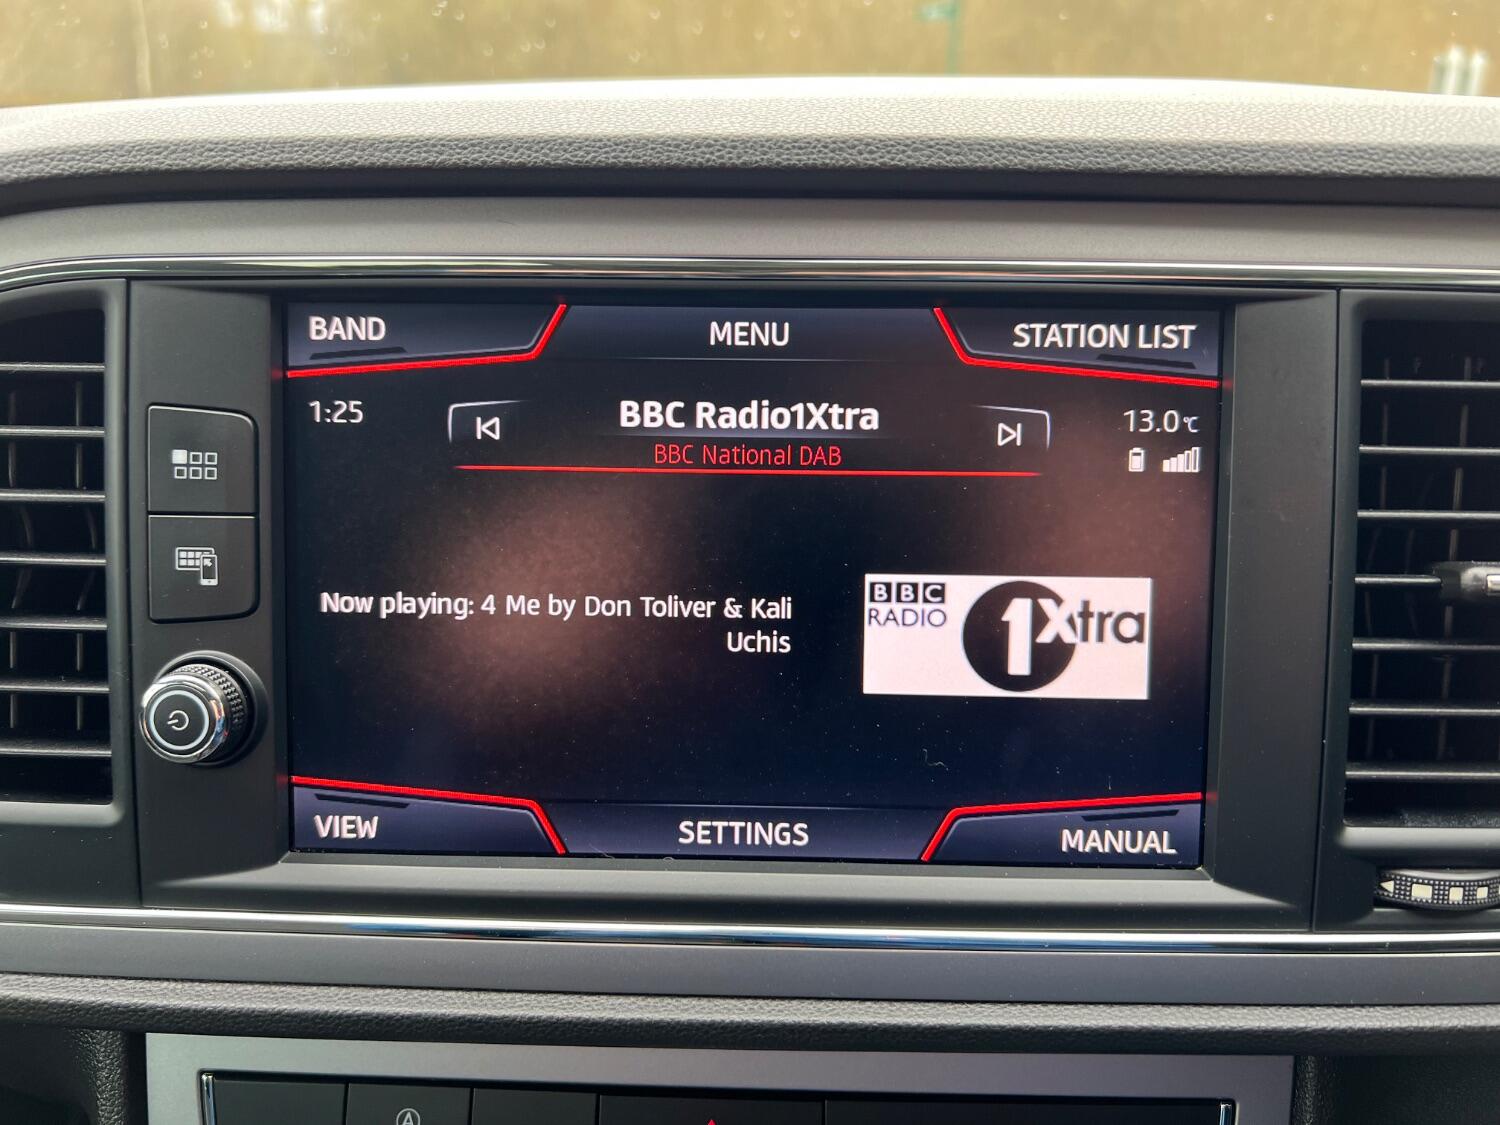 BAND
MENU
STATION LIST
1:25
BBC Radio1Xtra
13.0°C
BBC National DAB
Now playing: 4 Me by Don Toliver & Kali
Uchis
BBC
RADIO
1Xtra
VIEW
SETTINGS
MANUAL
A